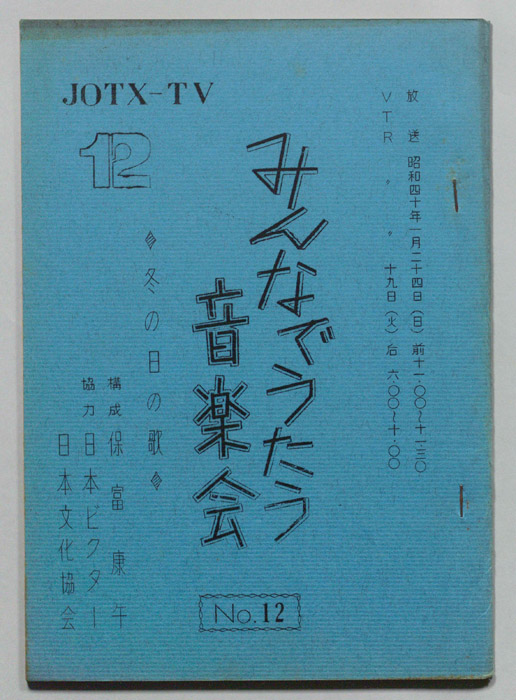 JOTX-TV
12
放送 昭和四十年一月二十四日(日)前十一.〇〇〜十一.三〇
VTR 〃 〃 十九日(火)后 六.〇〇〜十.〇〇
みんなでうたう
音楽会
冬の日の歌
構成 保富康午
協力 日本ビクター
日本文化協会
No.12